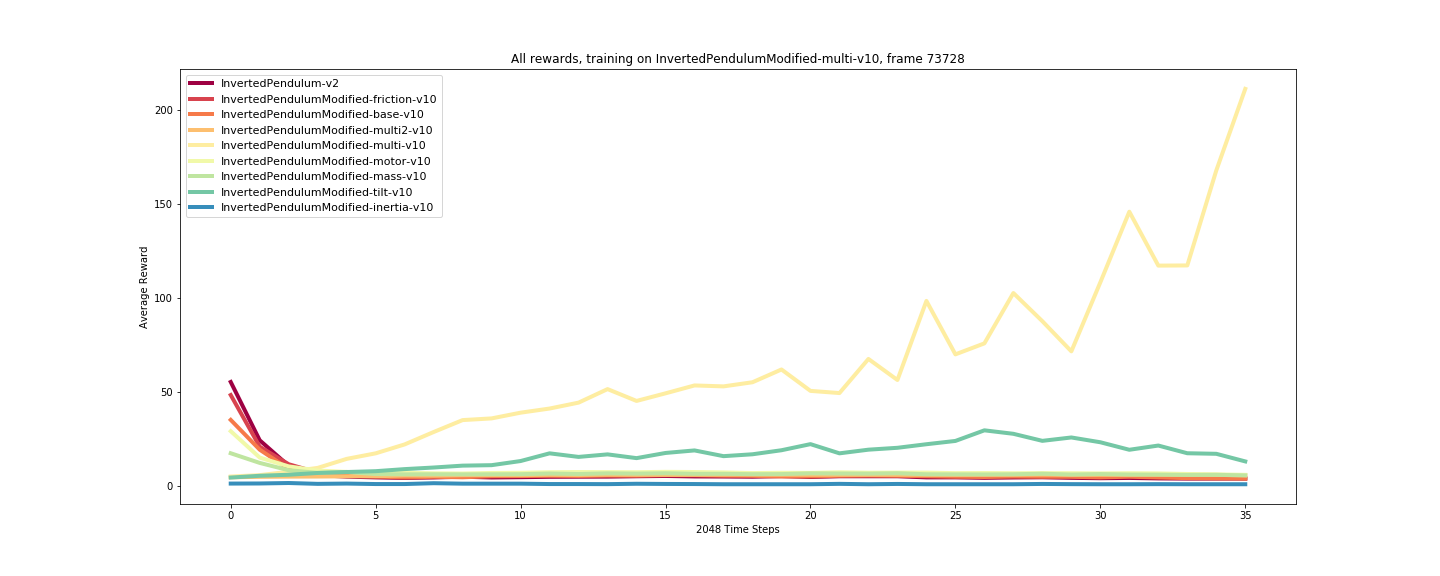 All rewards, training on InvertedPendulumModified-multi-v10, frame 73728
InvertedPendulum-v2
InvertedPendulumModified-friction-v10
InvertedPendulumModified-base-v10
InvertedPendulumModified-multi2-v10
InvertedPendulumModified-multi-v10
InvertedPendulumModified-motor-v10
InvertedPendulumModified-mass-v10
InvertedPendulumModified-tilt-v10
InvertedPendulumModified-inertia-v10
Average Reward
200
150
100
50
0
0 5 10 15 20 25 30 35
2048 Time Steps